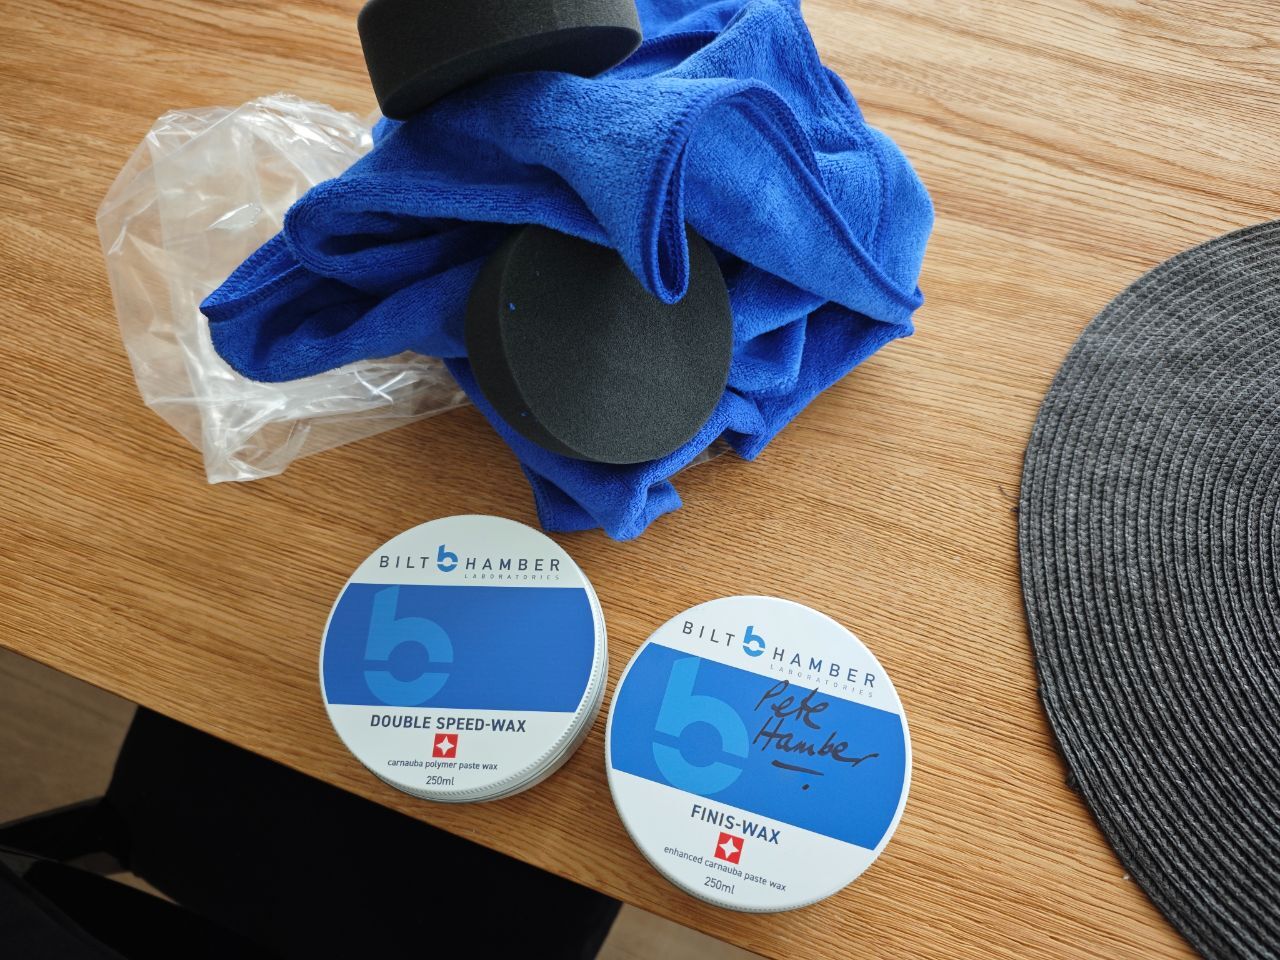 BILT HAMBER
LABORATORIES
DOUBLE SPEED-WAX
carnauba polymer paste wax
250ml
BILT HAMBER
LABORATORIES
Pete
Hamber
FINIS-WAX
enhanced carnauba paste wax
250ml